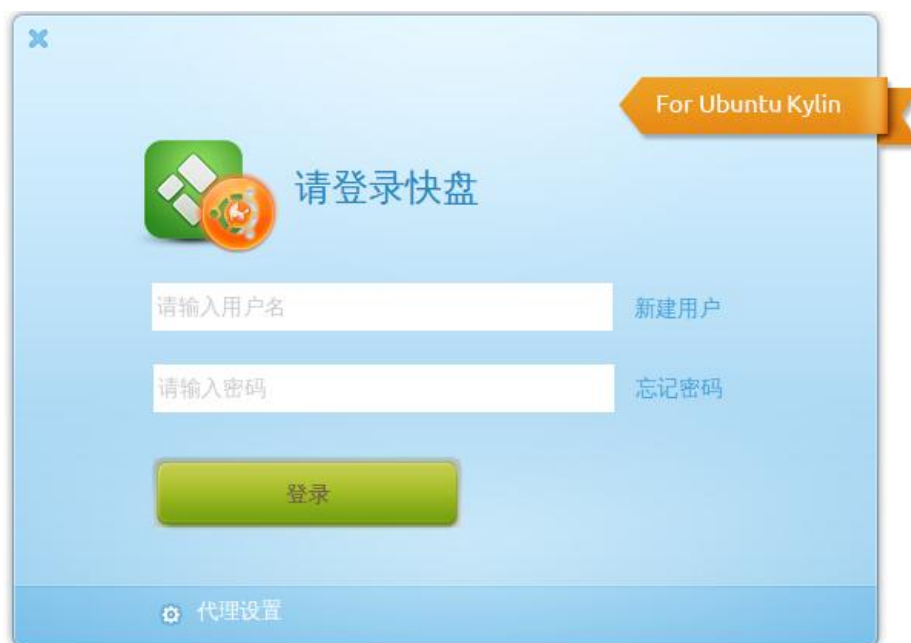 For Ubuntu Kylin
请登录快盘
请输入用户名
新建用户
请输入密码
忘记密码
登录
代理设置